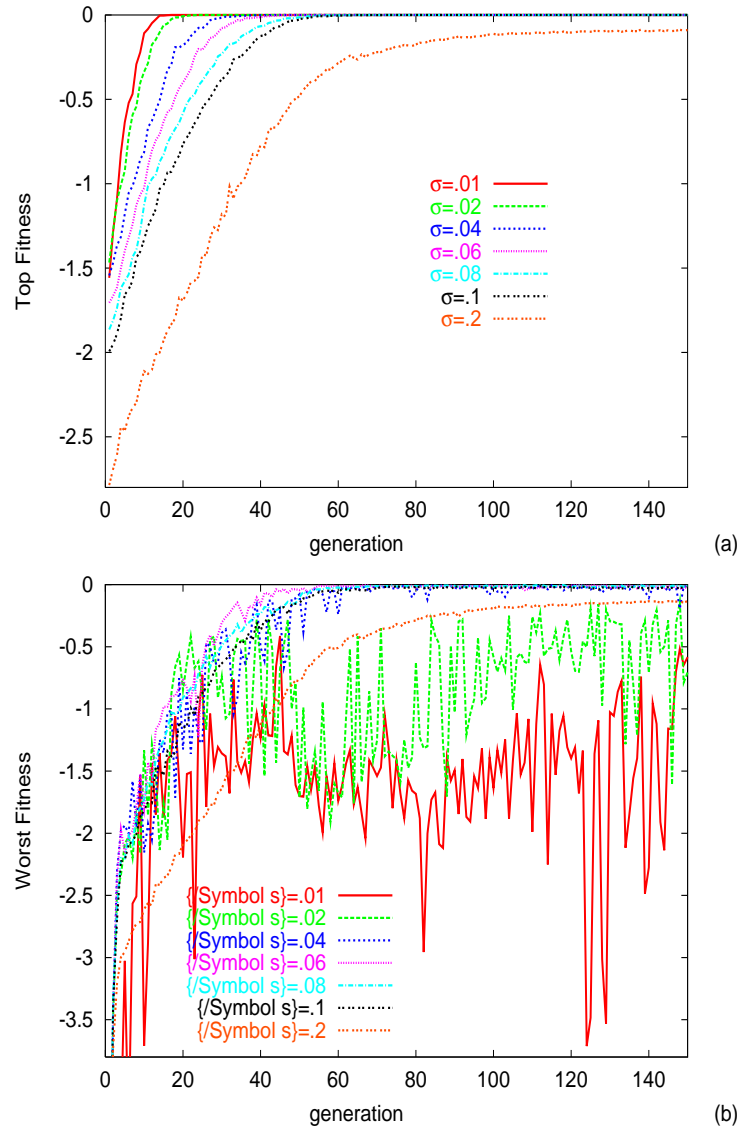 0
-0.5
-1
-1.5
-2
-2.5
Top Fitness
σ=.01
σ=.02
σ=.04
σ=.06
σ=.08
σ=.1
σ=.2
0 20 40 60 80 100 120 140
generation
(a)
0
-0.5
-1
-1.5
-2
-2.5
-3
-3.5
Worst Fitness
{/Symbol s}=.01
{/Symbol s}=.02
{/Symbol s}=.04
{/Symbol s}=.06
{/Symbol s}=.08
{/Symbol s}=.1
{/Symbol s}=.2
0 20 40 60 80 100 120 140
generation
(b)